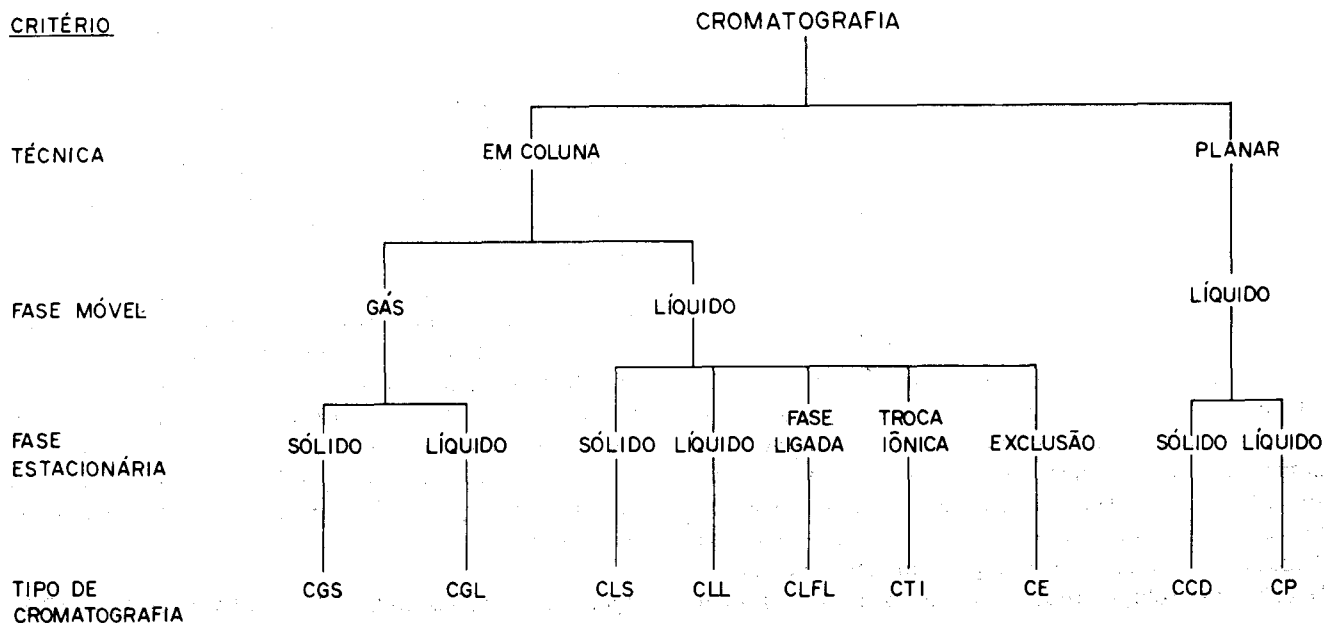 CRITÉRIO
CROMATOGRAFIA
TÉCNICA
EM COLUNA
PLANAR
FASE MÓVEL
GÁS
LÍQUIDO
LÍQUIDO
FASE
ESTACIONÁRIA
SÓLIDO
LÍQUIDO
SÓLIDO
LÍQUIDO
FASE
LIGADA
TROCA
IÔNICA
EXCLUSÃO
SÓLIDO
LÍQUIDO
TIPO DE
CROMATOGRAFIA
CGS
CGL
CLS
CLL
CLFL
CTI
CE
CCD
CP